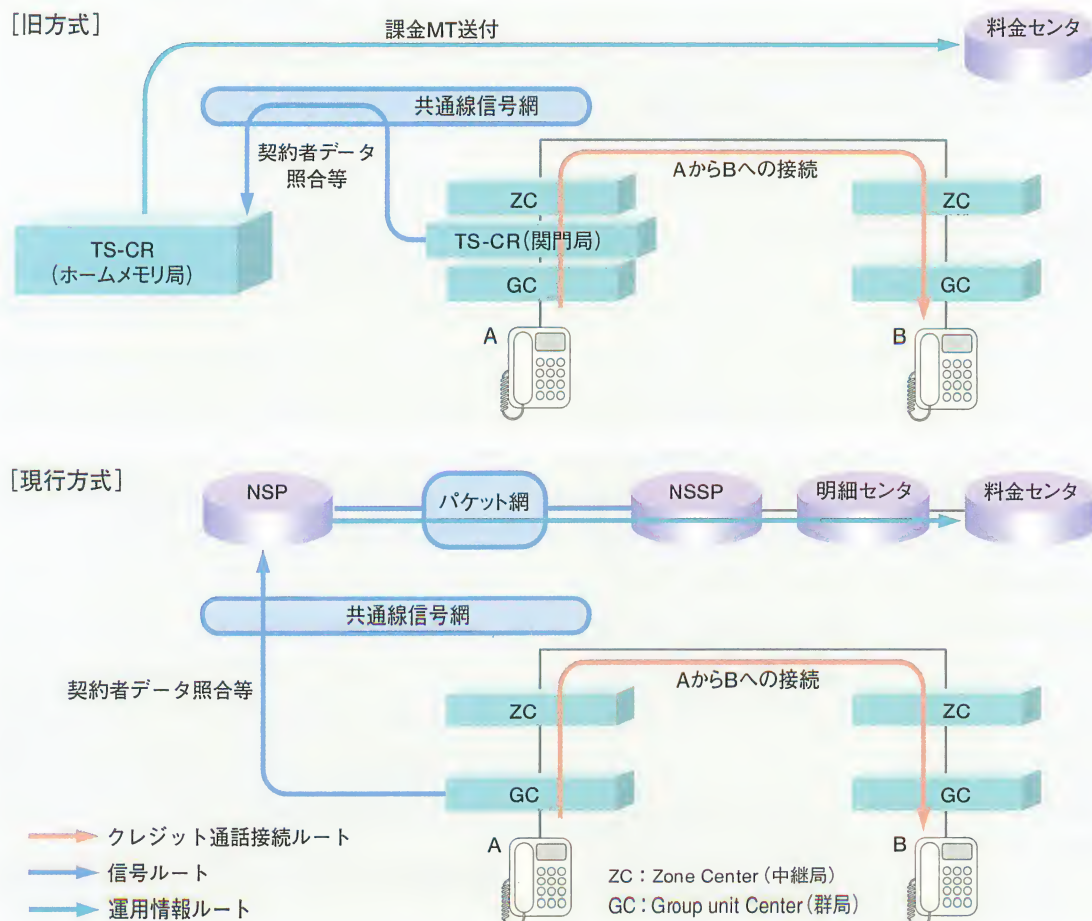 [旧方式]
課金MT送付
料金センタ
共通線信号網
契約者データ
照合等
AからBへの接続
ZC
ZC
TS-CR
(ホームメモリ局)
TS-CR(関門局)
GC
GC
A
B
[現行方式]
NSP
パケット網
NSSP
明細センタ
料金センタ
共通線信号網
契約者データ照合等
AからBへの接続
ZC
ZC
GC
GC
A
B
クレジット通話接続ルート
信号ルート
運用情報ルート
ZC:Zone Center(中継局)
GC:Group unit Center(群局)